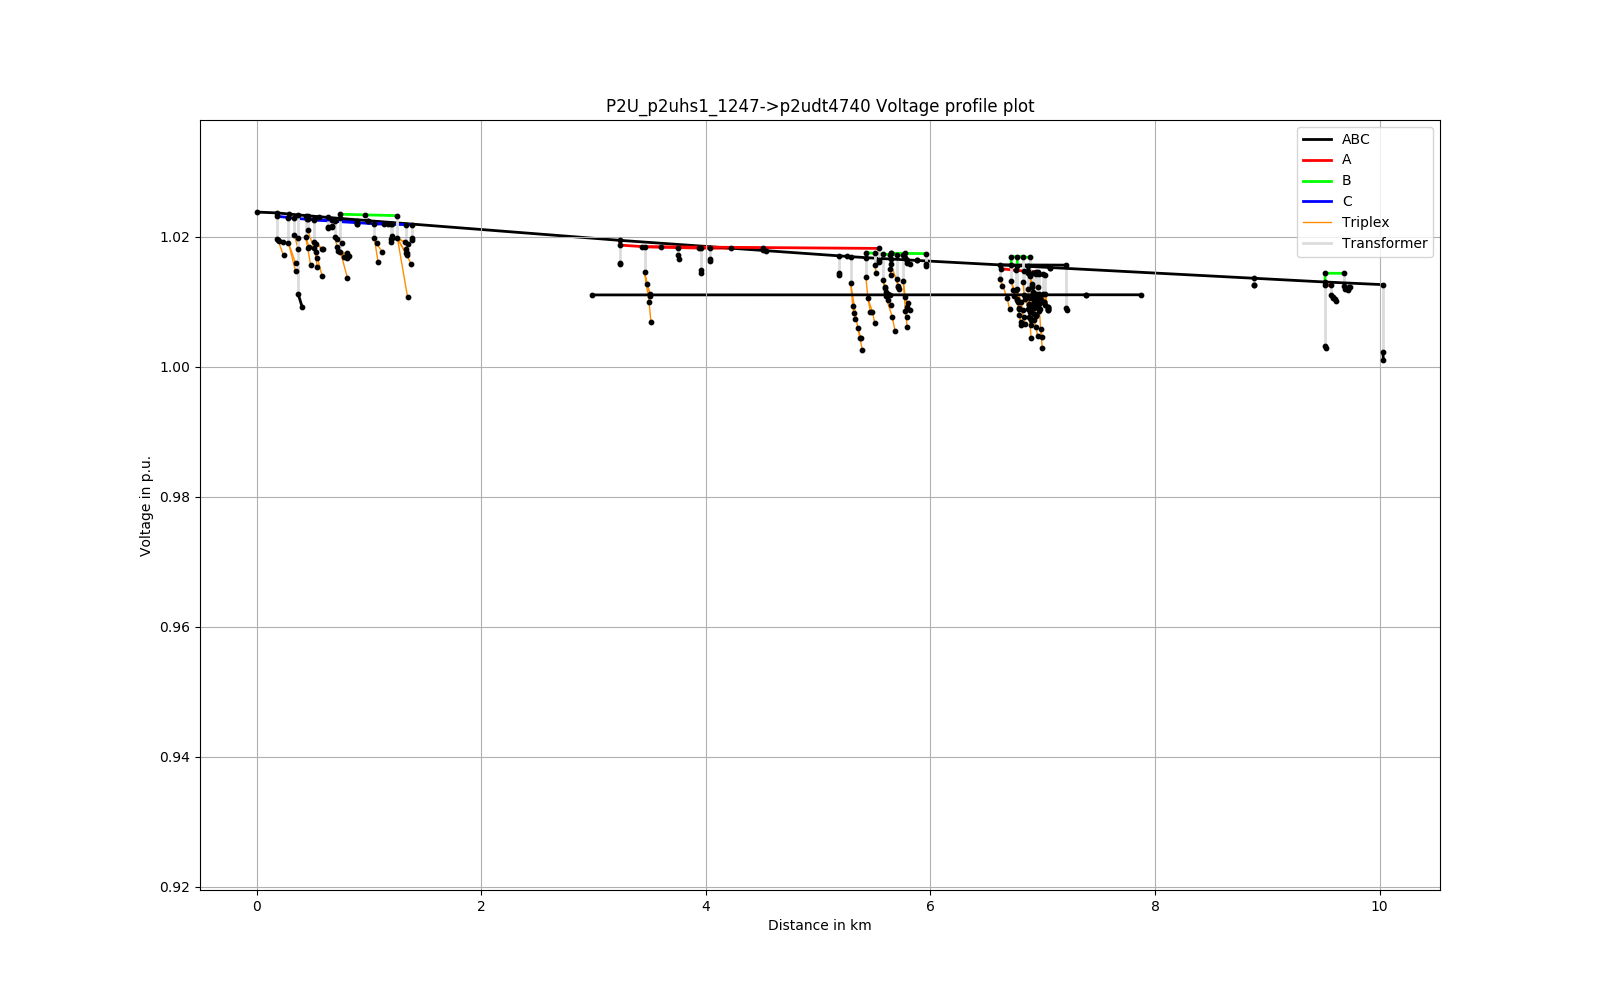 P2U_p2uhs1_1247->p2udt4740 Voltage profile plot
ABC
A
B
C
Triplex
Transformer
Voltage in p.u.
1.02
1.00
0.98
0.96
0.94
0.92
0 2 4 6 8 10
Distance in km